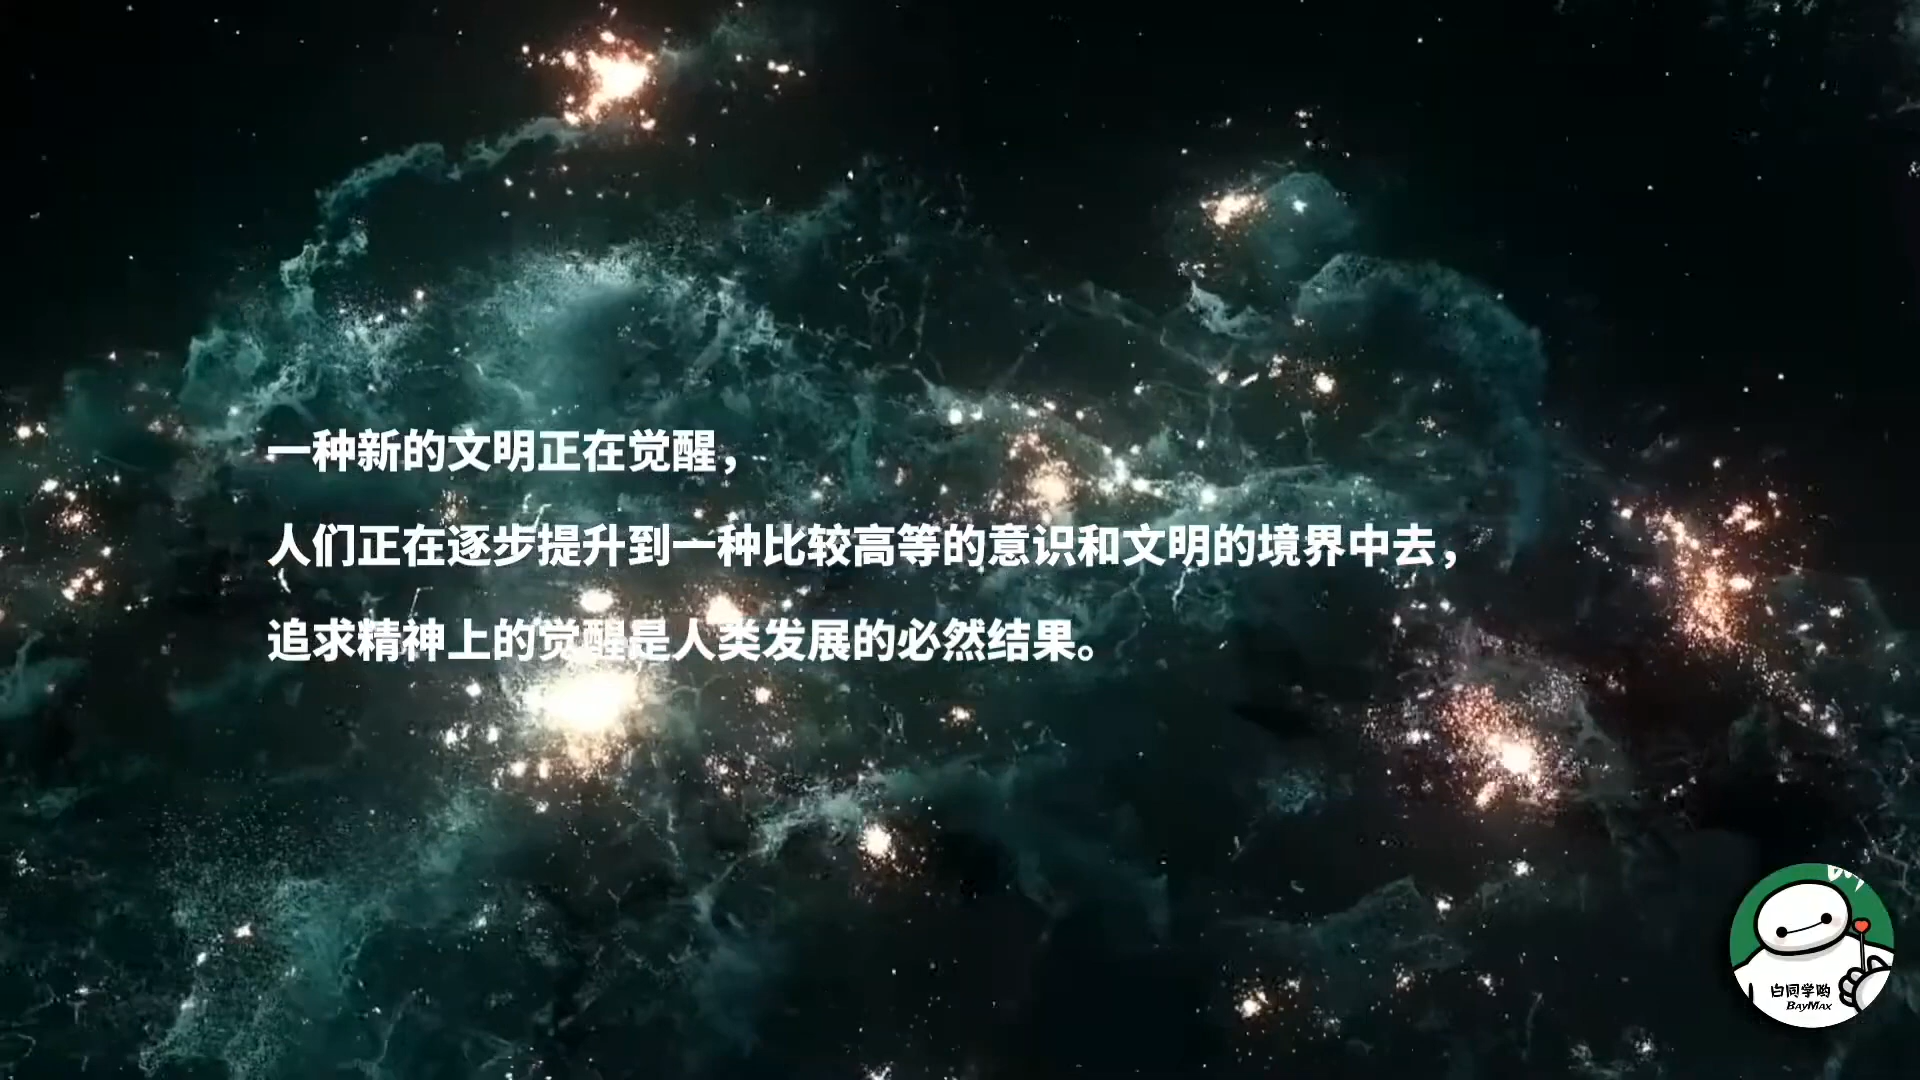 一种新的文明正在觉醒，
人们正在逐步提升到一种比较高等的意识和文明的境界中去，
追求精神上的觉醒是人类发展的必然结果。
白同学哟
BAYMAX